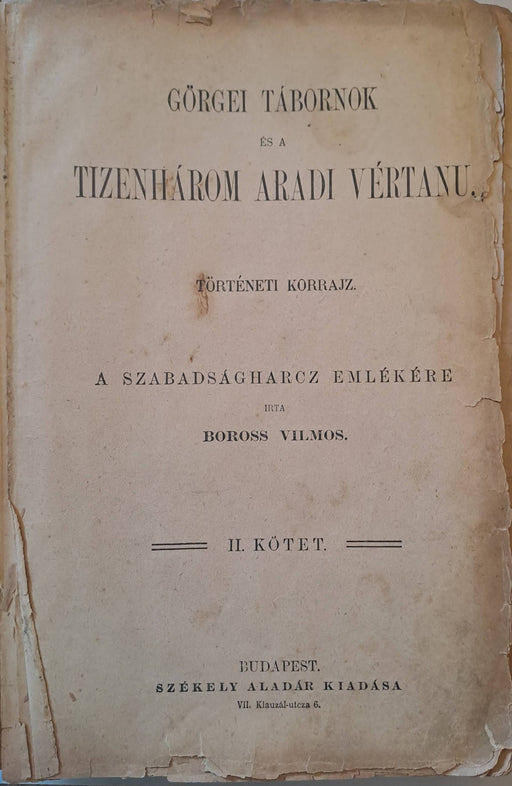 GÖRGEI TÁBORNOK
ÉS A
TIZENHÁROM ARADI VÉRTANU.
TÖRTÉNETI KORRAJZ.
A SZABADSÁGHARCZ EMLÉKÉRE
IRTA
BOROSS VILMOS.
II. KÖTET.
BUDAPEST.
SZÉKELY ALADÁR KIADÁSA
VII. Klauzál-utcza 6.